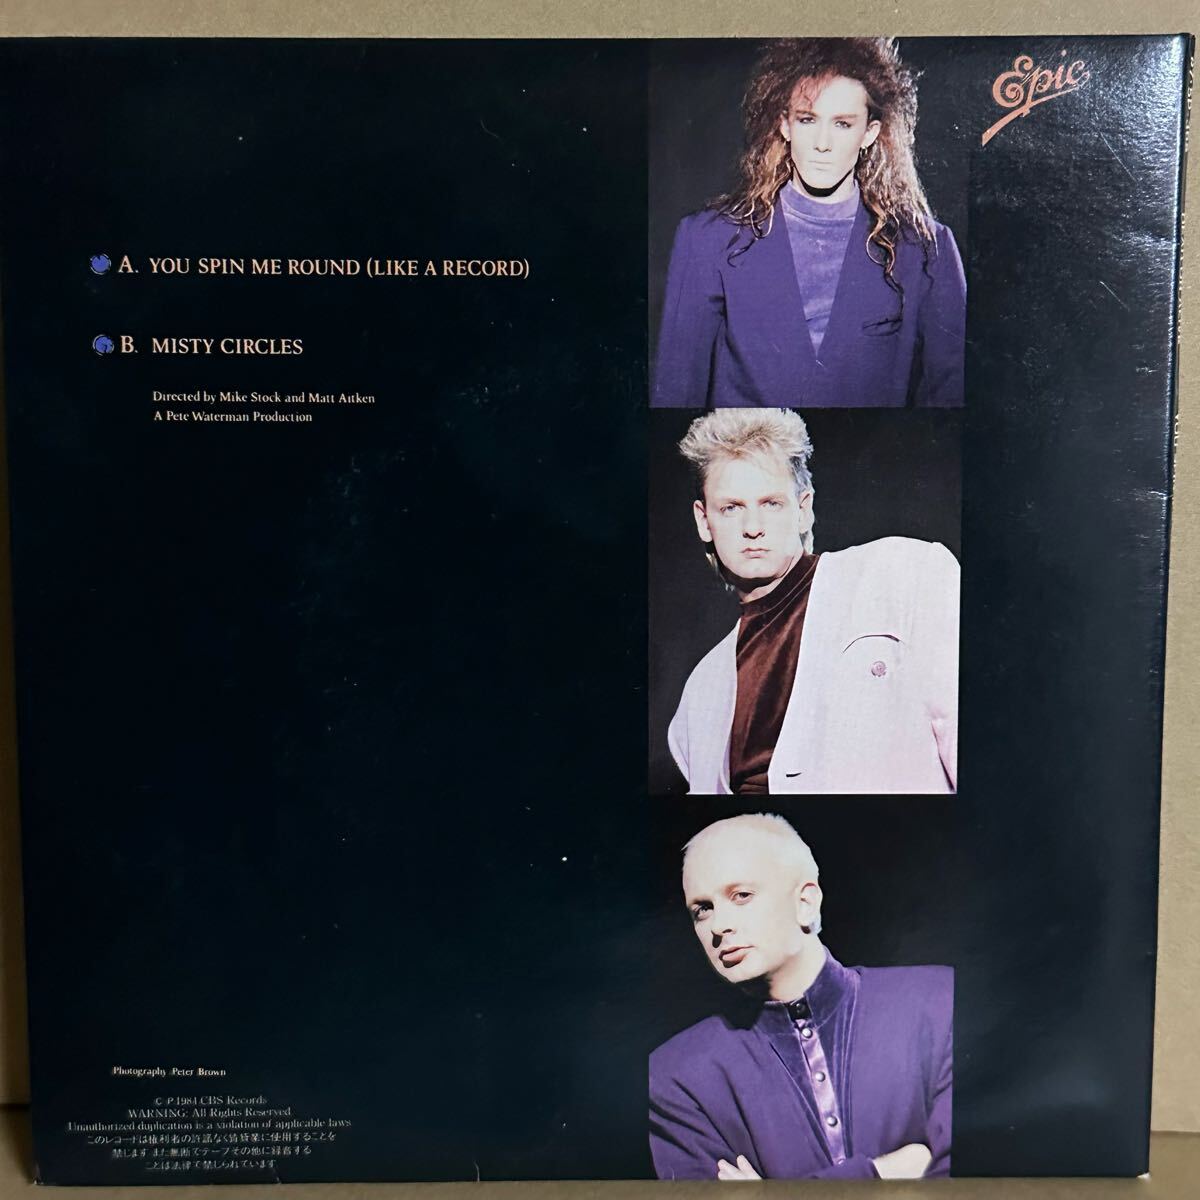 Epic
A. YOU SPIN ME ROUND (LIKE A RECORD)
B. MISTY CIRCLES
Directed by Mike Stock and Matt Aitken
A Pete Waterman Production
Photography Peter Brown
© ℗ 1984 CBS Records
WARNING: All Rights Reserved
Unauthorized duplication is a violation of applicable laws
このレコードは権利者の許諾なく賃貸業に使用することを
禁じます また無断でテープその他に録音する
ことは法律で禁じられています